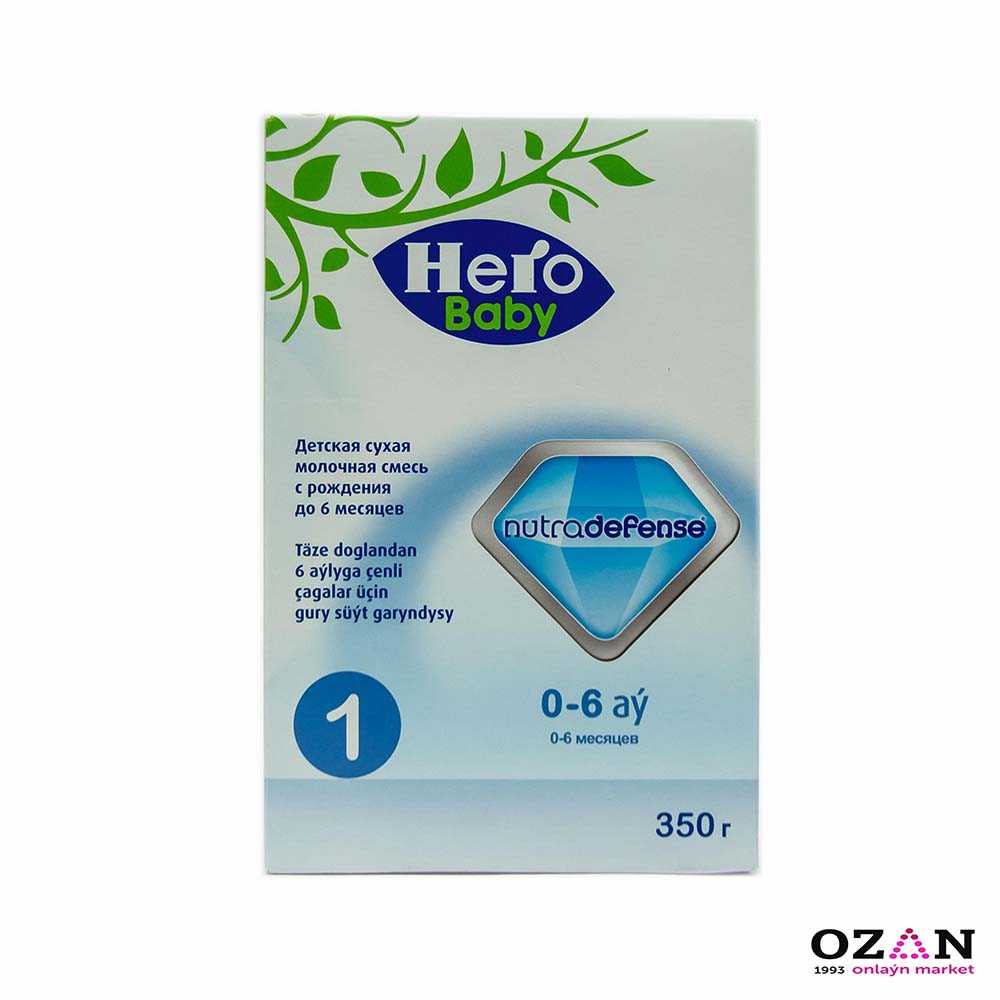 Hero
Baby
Детская сухая
молочная смесь
с рождения
до 6 месяцев
Täze doglandan
6 aýlyga çenli
çagalar üçin
gury süýt garyndysy
nutradefense®
1
0-6 aý
0-6 месяцев
350 г
OZAN
1993 onlaýn market